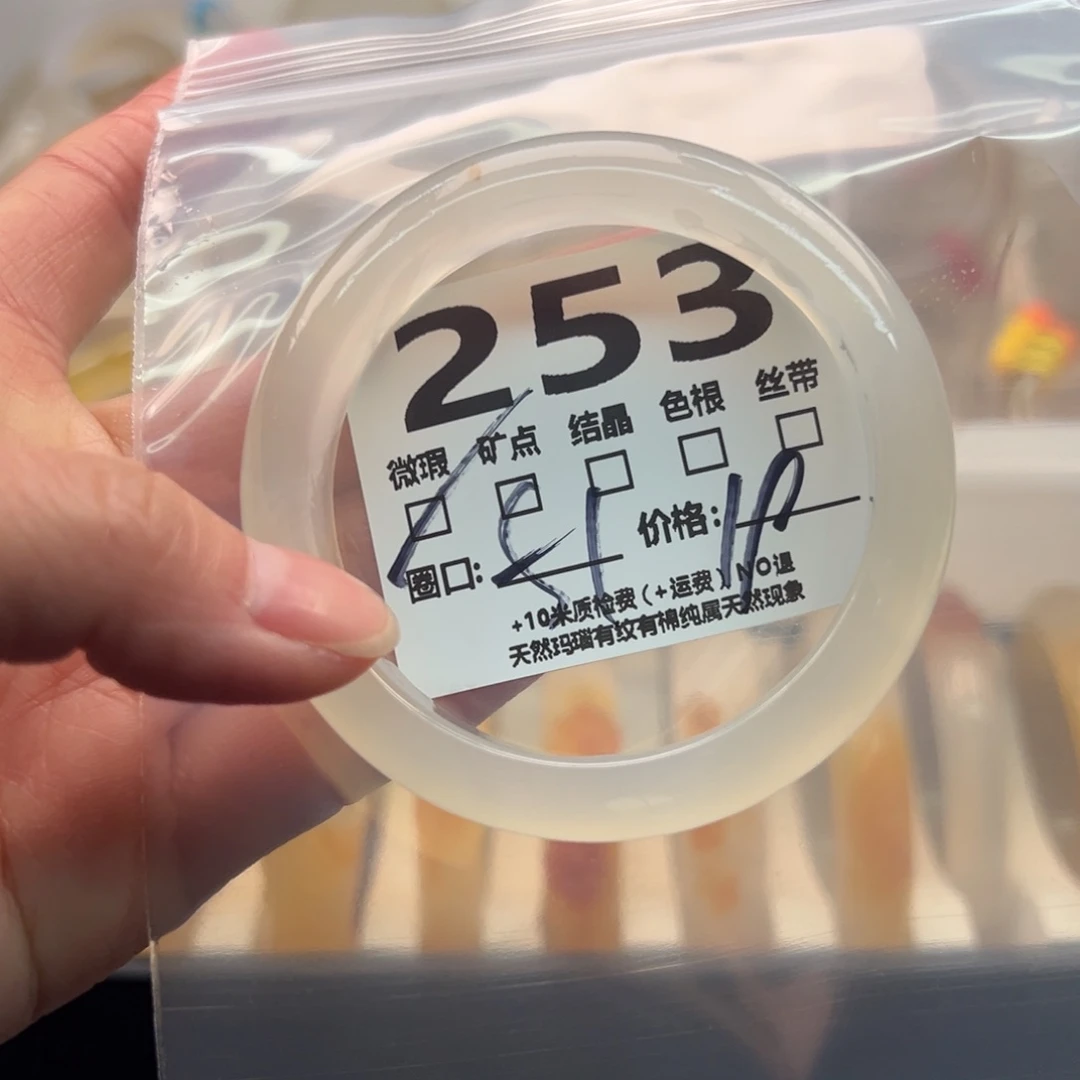 253
微瑕 矿点 结晶 色根 丝带
圈口: 51 价格:
+10米质检费(+运费)NO退
天然玛瑙有纹有棉纯属天然现象